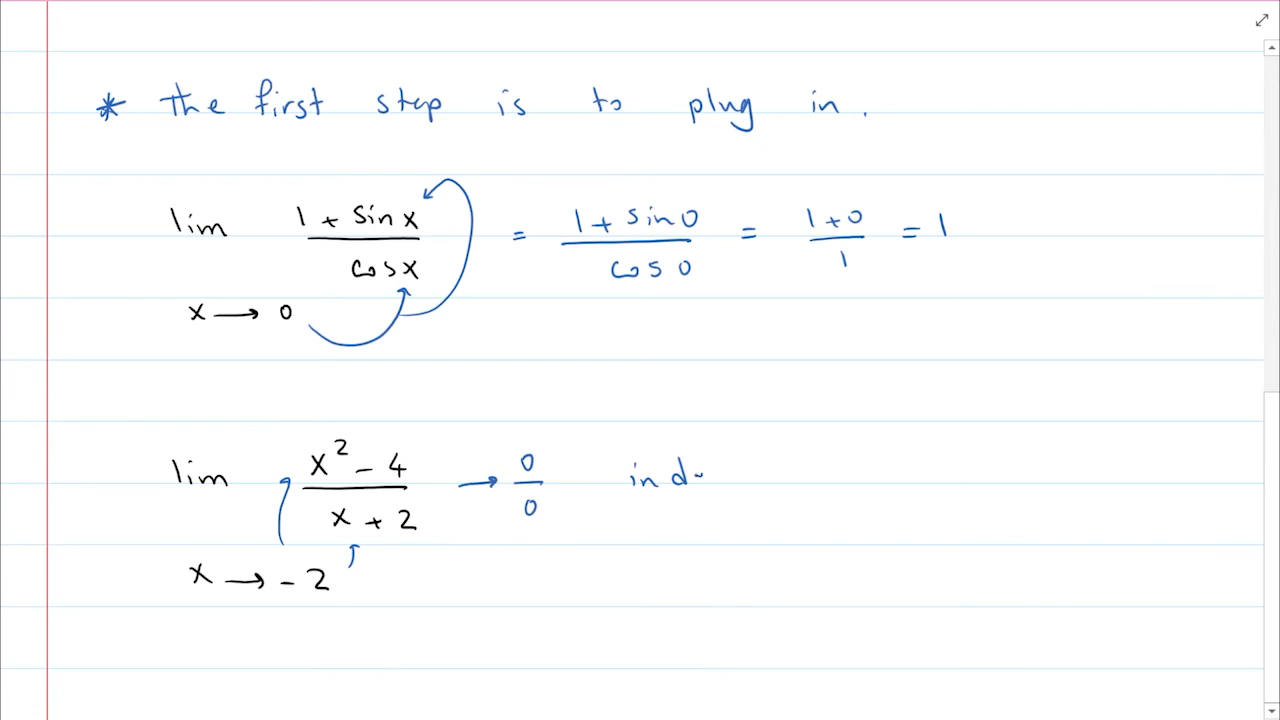 * The first step is to plug in.
lim x→0 (1 + sin x)/(cos x) = (1 + sin 0)/(cos 0) = (1 + 0)/1 = 1
lim x→-2 (x² - 4)/(x + 2) → 0/0 ind